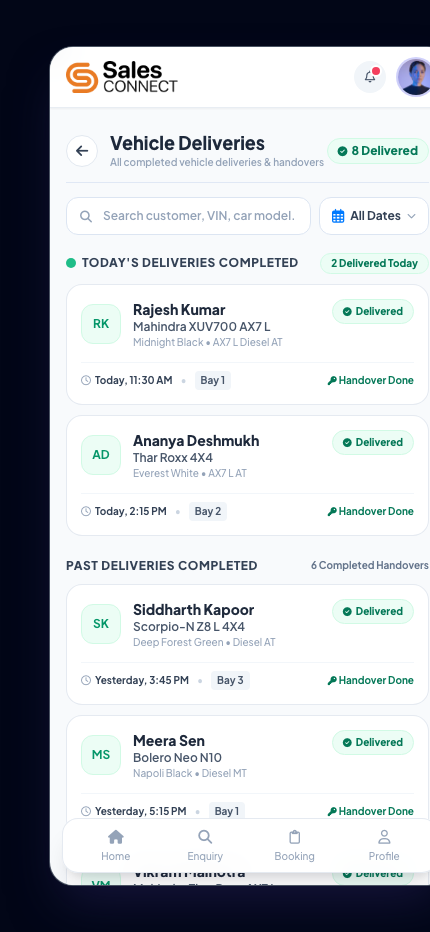 Sales
CONNECT
Vehicle Deliveries
All completed vehicle deliveries & handovers
8 Delivered
Search customer, VIN, car model.
All Dates
TODAY'S DELIVERIES COMPLETED
2 Delivered Today
RK
Rajesh Kumar
Delivered
Mahindra XUV700 AX7 L
Midnight Black • AX7 L Diesel AT
Today, 11:30 AM • Bay 1
Handover Done
AD
Ananya Deshmukh
Delivered
Thar Roxx 4X4
Everest White • AX7 L AT
Today, 2:15 PM • Bay 2
Handover Done
PAST DELIVERIES COMPLETED
6 Completed Handovers
SK
Siddharth Kapoor
Delivered
Scorpio-N Z8 L 4X4
Deep Forest Green • Diesel AT
Yesterday, 3:45 PM • Bay 3
Handover Done
MS
Meera Sen
Delivered
Bolero Neo N10
Napoli Black • Diesel MT
Yesterday, 5:15 PM • Bay 1
Handover Done
Home
Enquiry
Booking
Profile
VM
Vikram Malhotra
Delivered